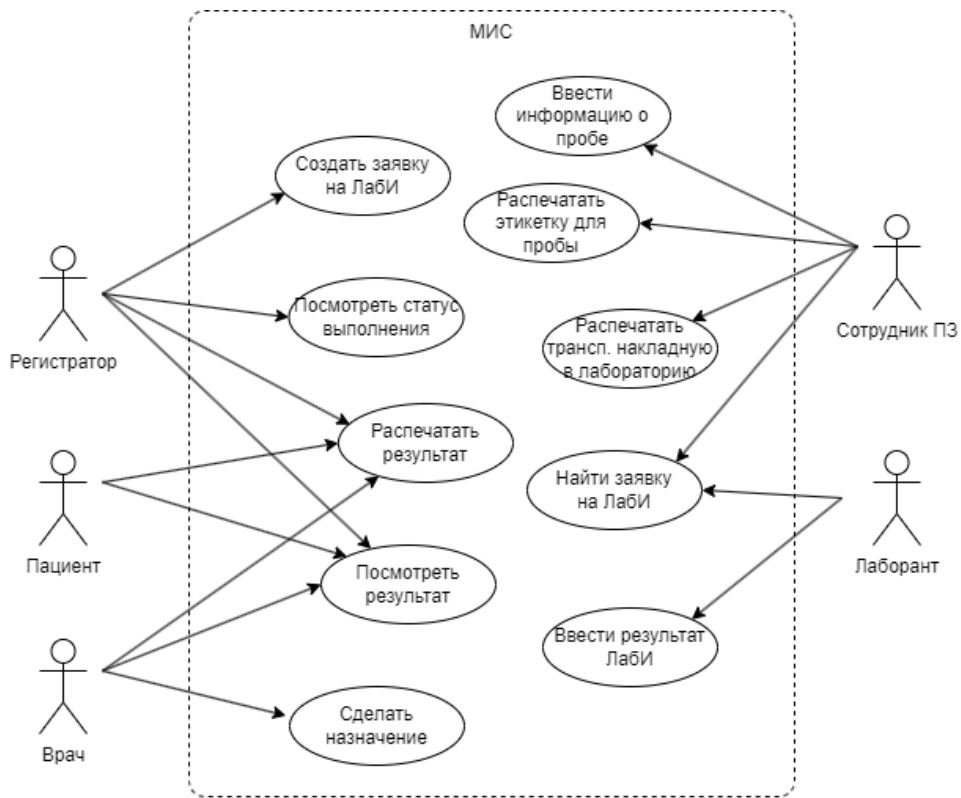 МИС
Ввести
информацию о
пробе
Создать заявку
на ЛабИ
Распечатать
этикетку для
пробы
Посмотреть статус
выполнения
Распечатать
трансп. накладную
в лабораторию
Регистратор
Сотрудник ПЗ
Распечатать
результат
Найти заявку
на ЛабИ
Пациент
Лаборант
Посмотреть
результат
Ввести результат
ЛабИ
Сделать
назначение
Врач